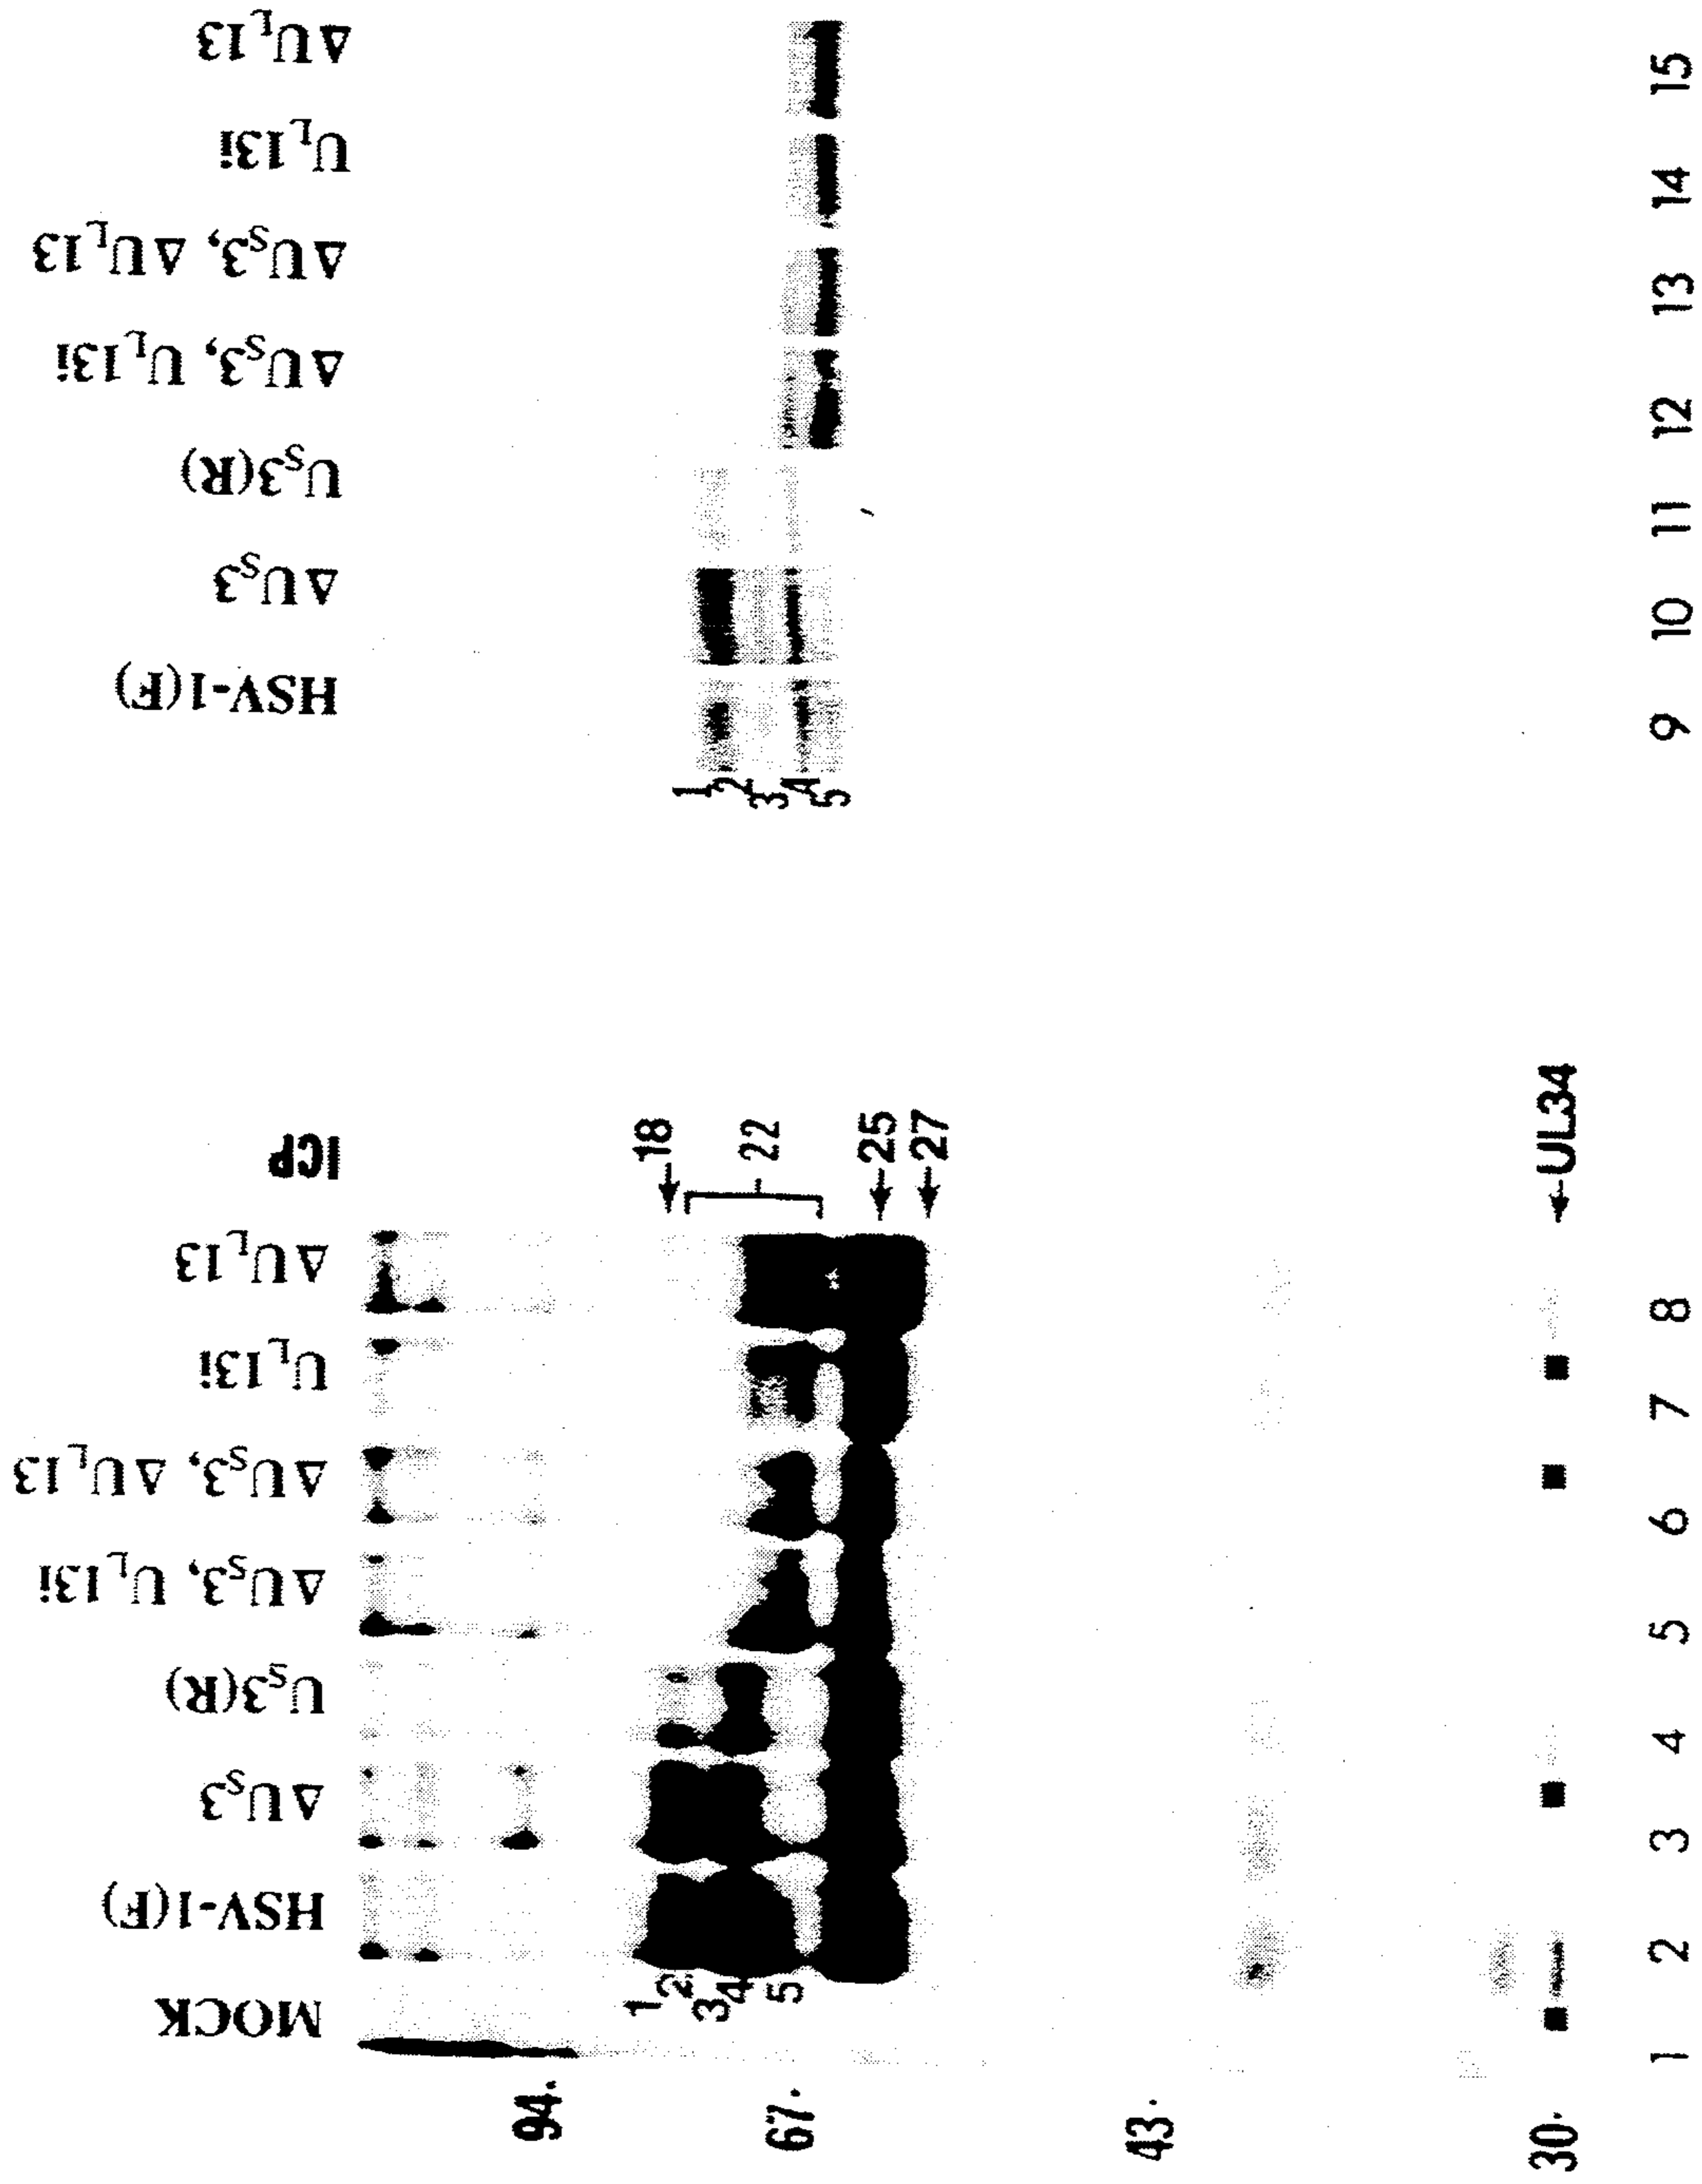 MOCK
HSV-1(F)
ΔUS3
US3(R)
ΔUS3, UL13i
ΔUS3, ΔUL13
UL13i
ΔUL13
ICP
HSV-1(F)
ΔUS3
US3(R)
ΔUS3, UL13i
ΔUS3, ΔUL13
UL13i
ΔUL13
94.
67.
43.
30.
1
2
3
4
5
←18
22
←25
←27
←UL34
1
2
3
4
5
1 2 3 4 5 6 7 8
9 10 11 12 13 14 15